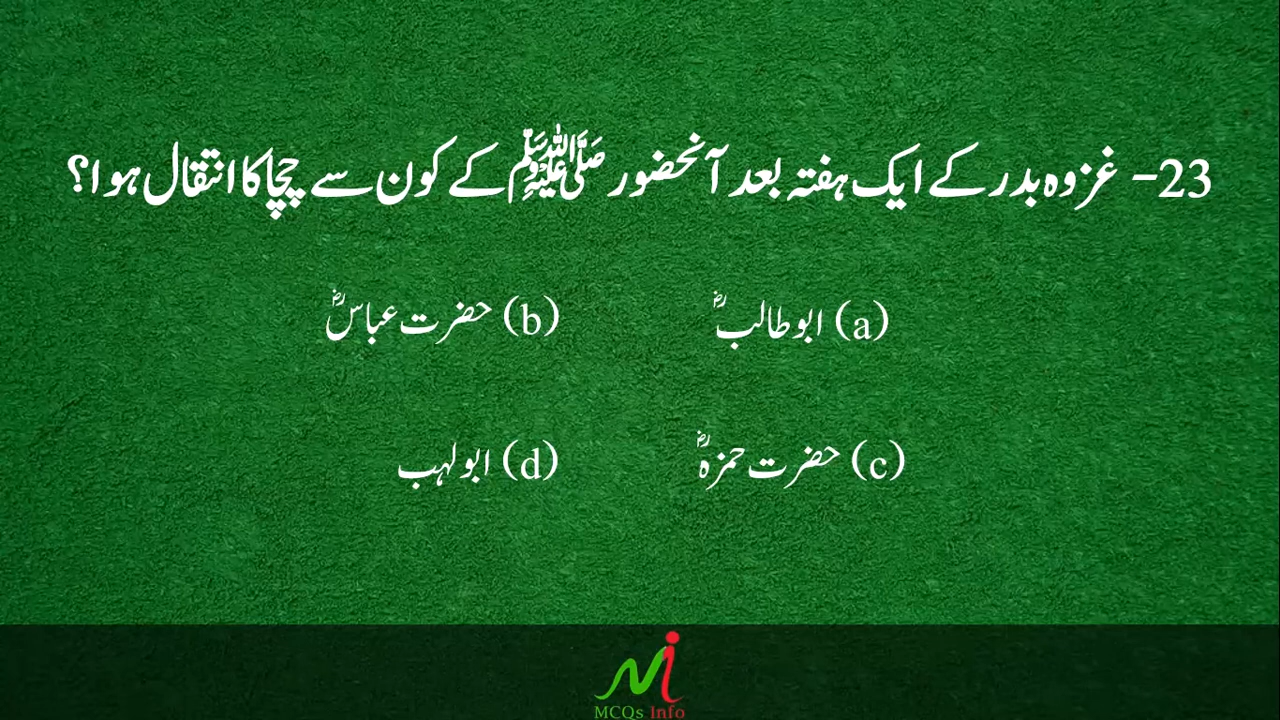 23- غزوہ بدر کے ایک ہفتہ بعد آنحضور ﷺ کے کون سے چچا کا انتقال ہوا؟
(a) ابو طالبؓ (b) حضرت عباسؓ
(c) حضرت حمزہؓ (d) ابو لہب
MCQs Info